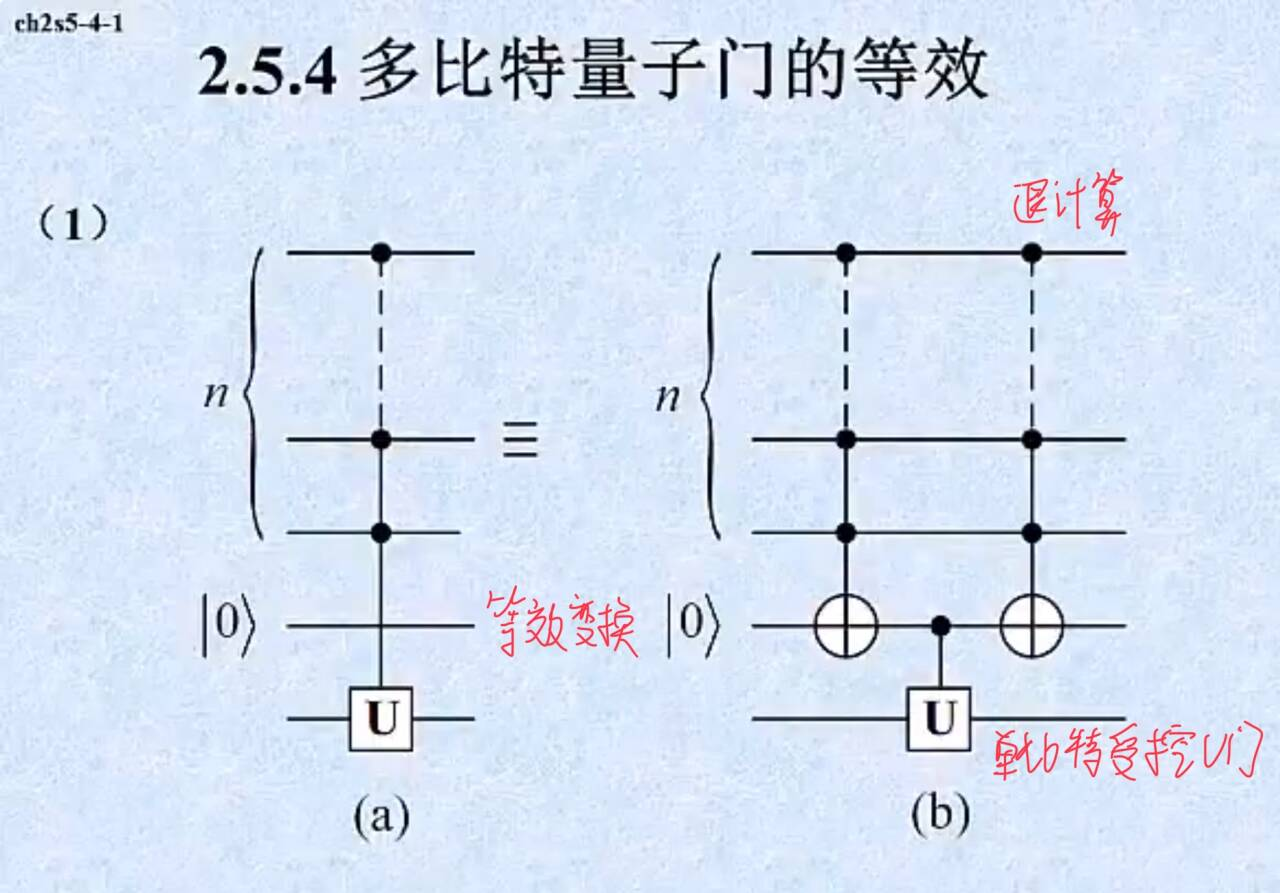 ch2s5-4-1
2.5.4 多比特量子门的等效
（1）
退计算
n
≡
n
|0⟩
等效变换
|0⟩
U
U
单比特受控U门
(a)
(b)